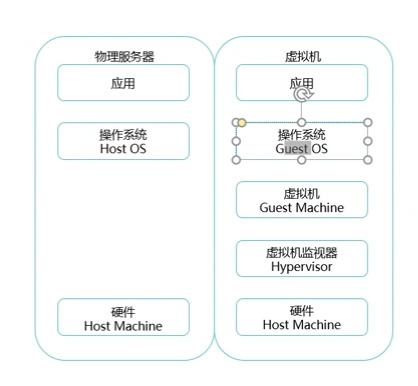 物理服务器
应用
操作系统
Host OS
硬件
Host Machine
虚拟机
应用
操作系统
Guest OS
虚拟机
Guest Machine
虚拟机监视器
Hypervisor
硬件
Host Machine